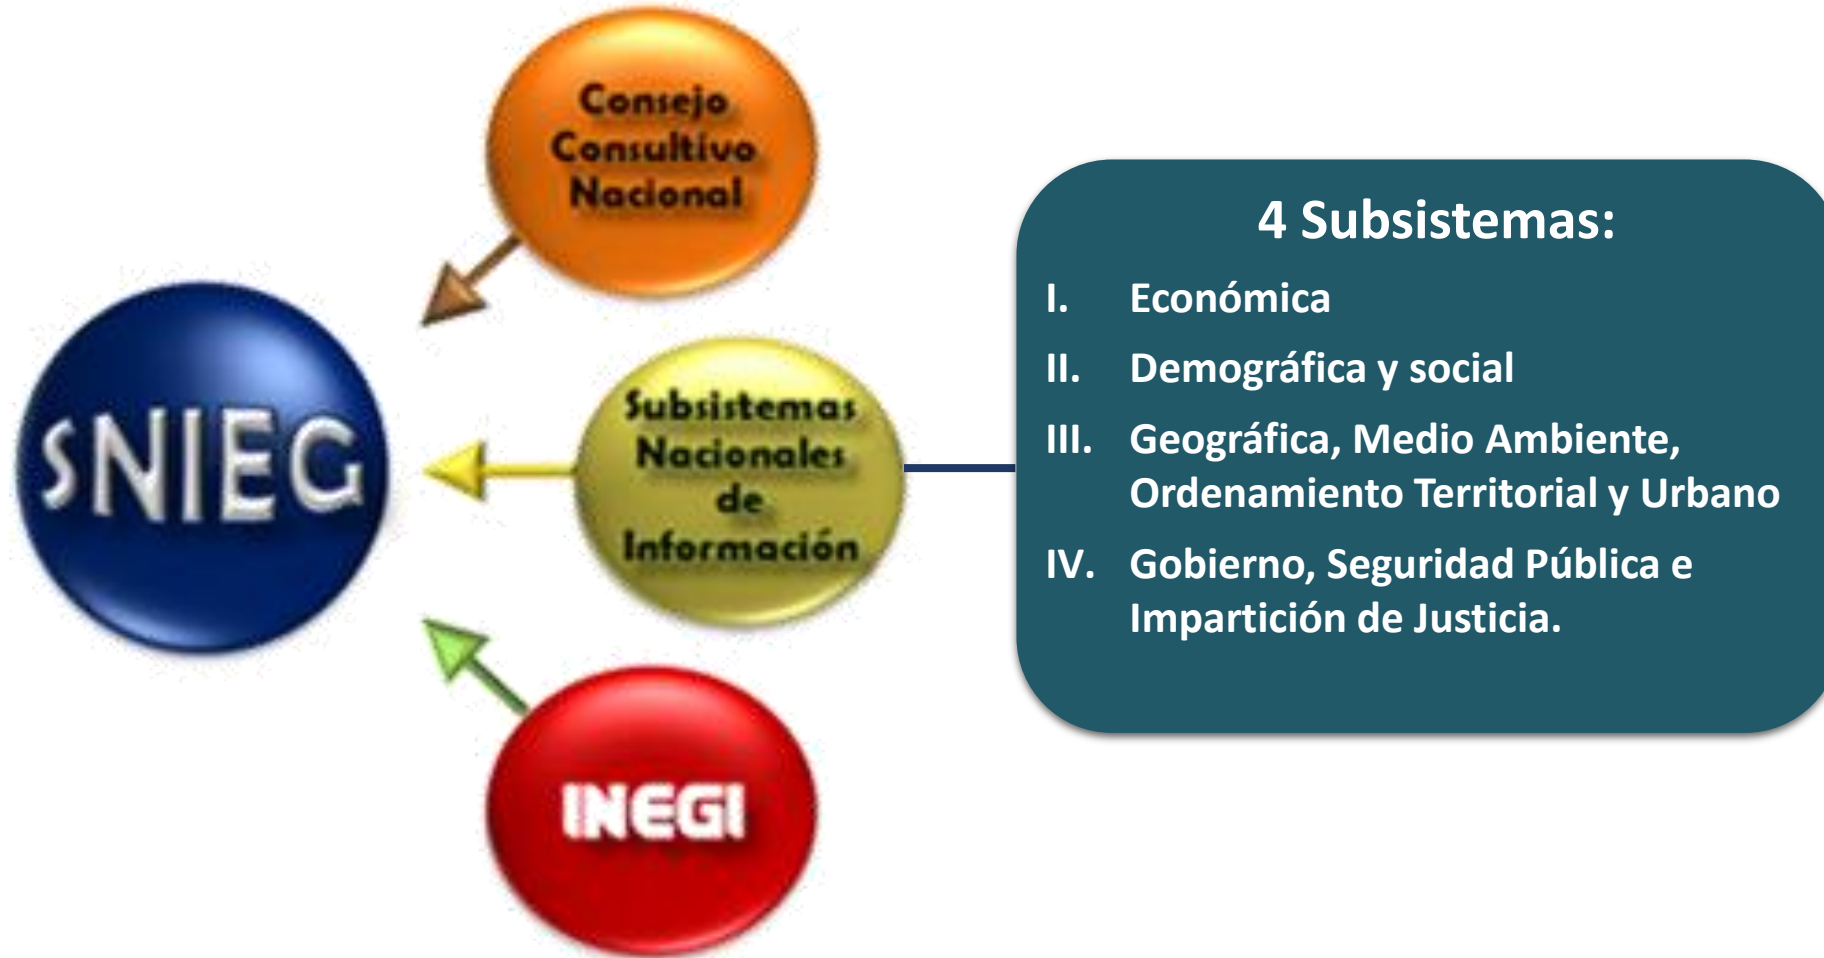 Consejo
Consultivo
Nacional
SNIEG
Subsistemas
Nacionales
de
Información
INEGI
4 Subsistemas:
I. Económica
II. Demográfica y social
III. Geográfica, Medio Ambiente,
Ordenamiento Territorial y Urbano
IV. Gobierno, Seguridad Pública e
Impartición de Justicia.